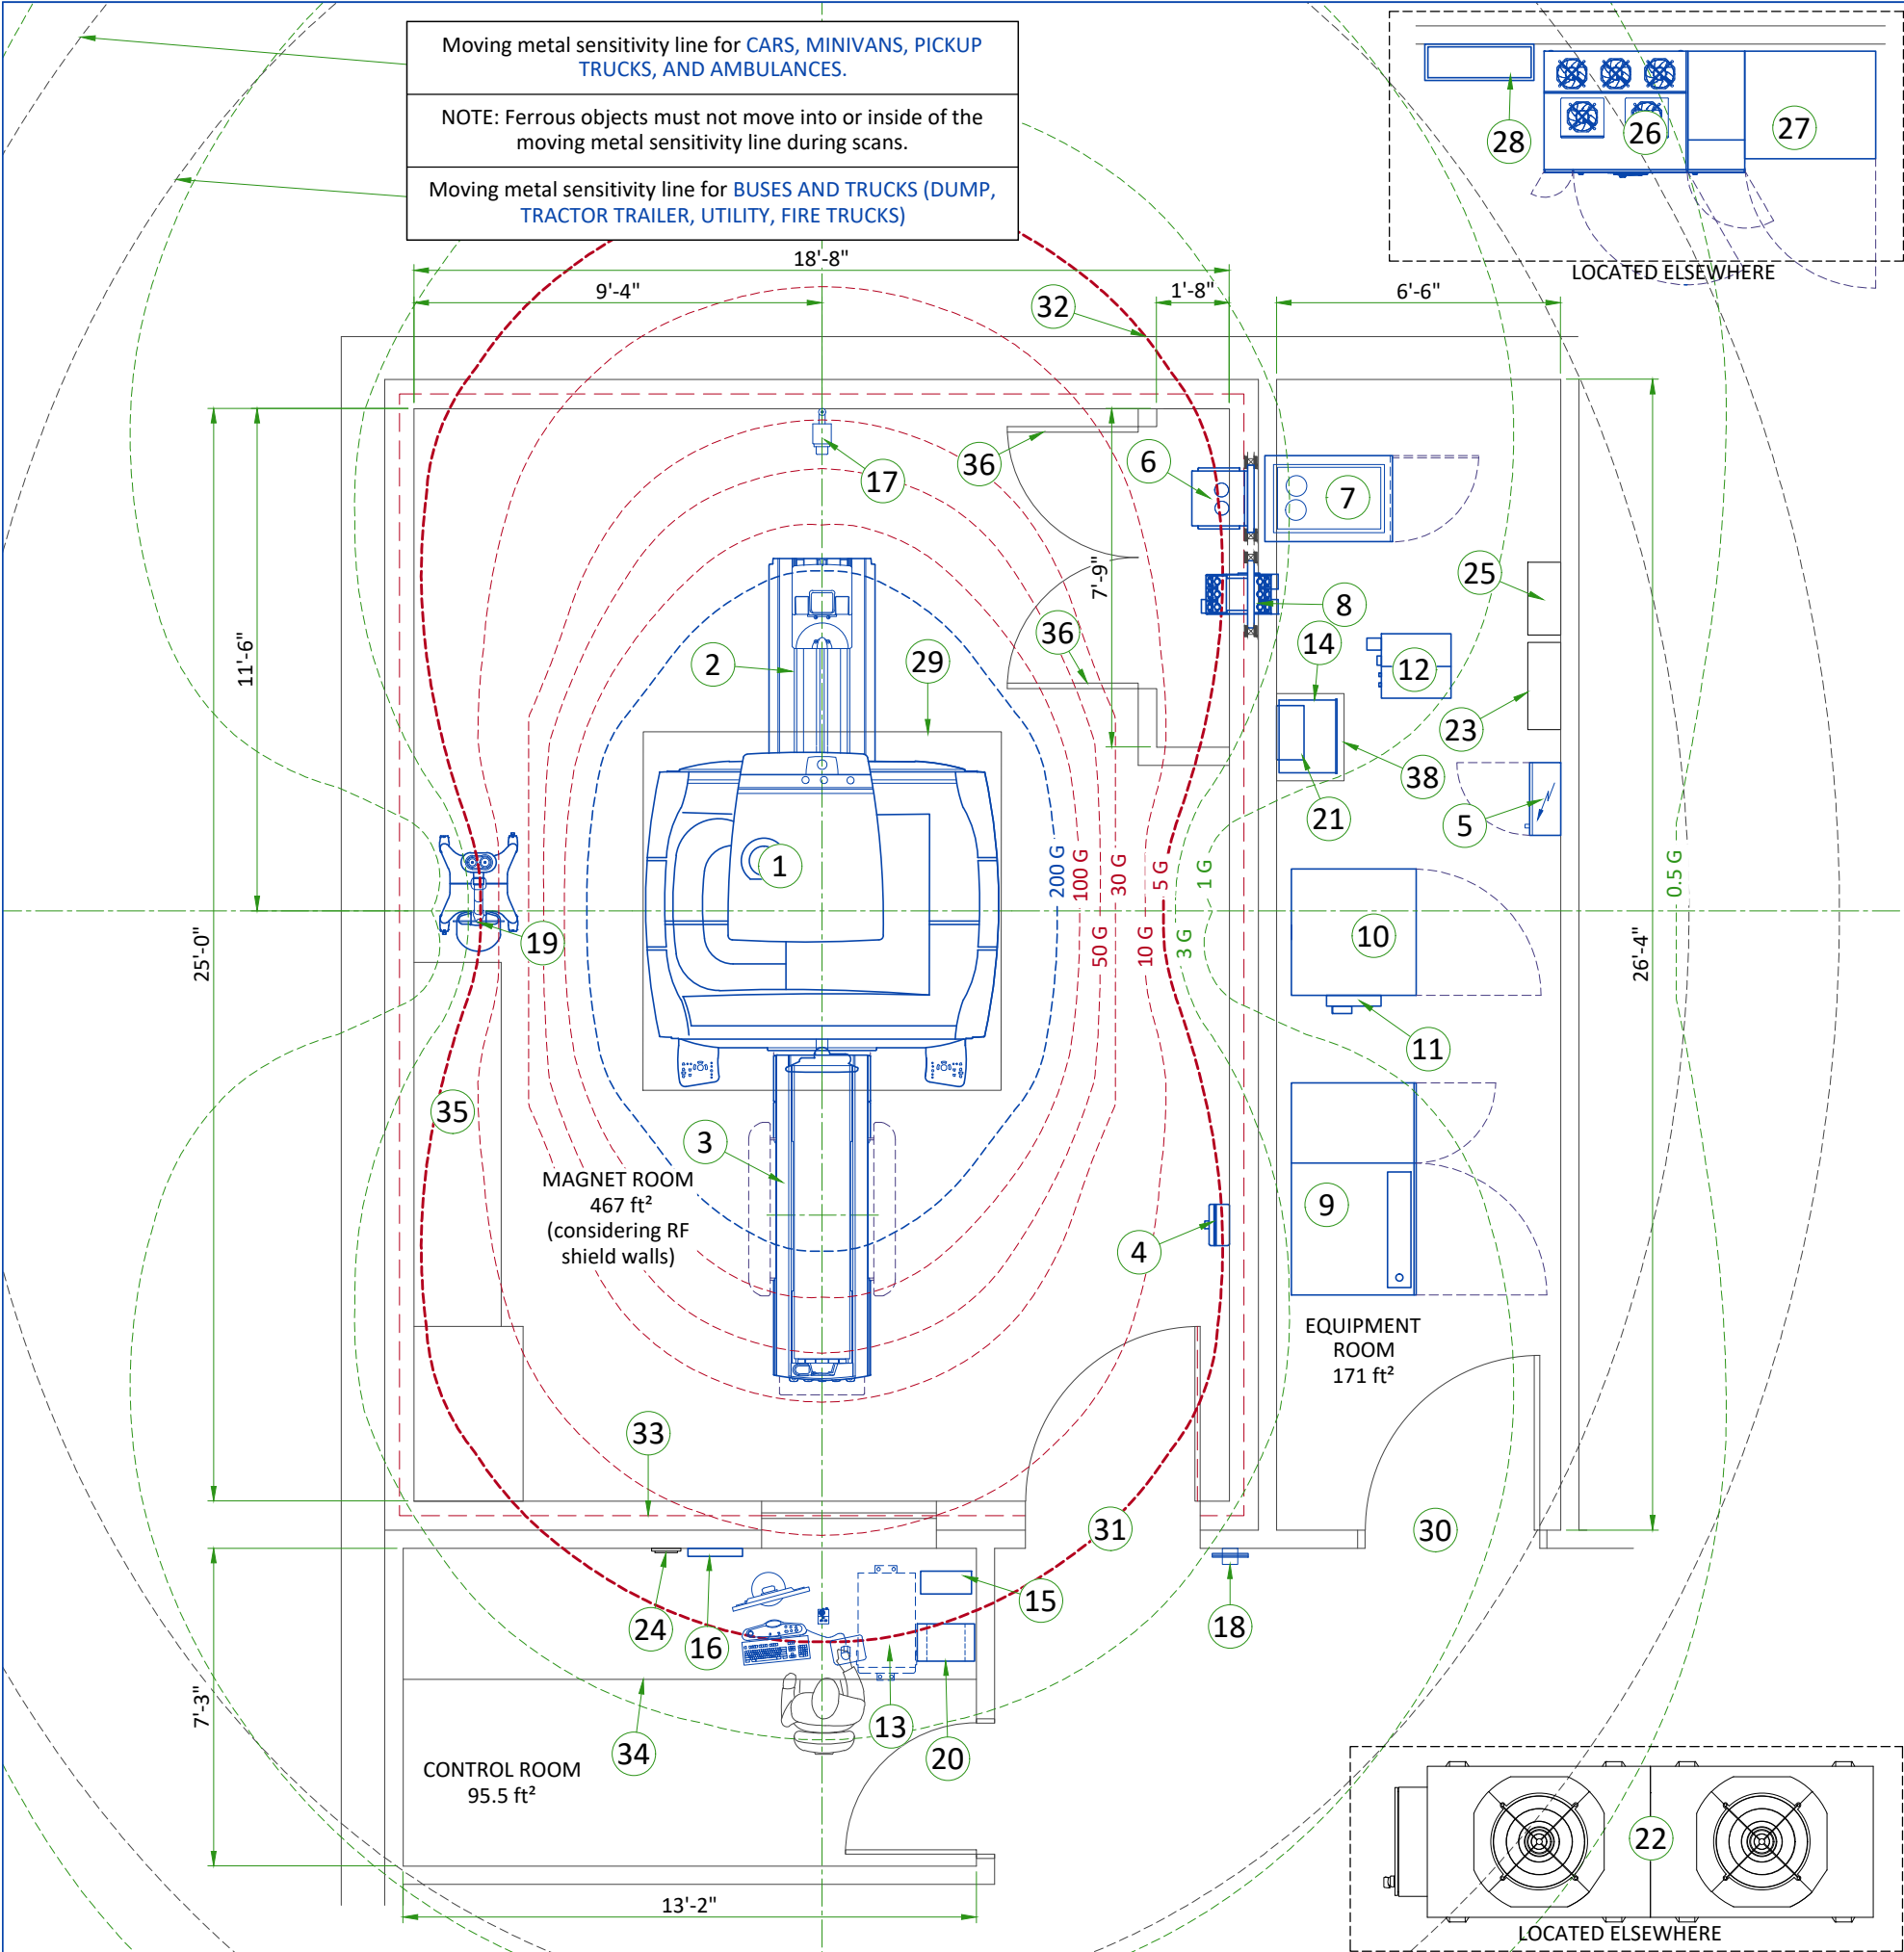 Moving metal sensitivity line for CARS, MINIVANS, PICKUP
TRUCKS, AND AMBULANCES.
NOTE: Ferrous objects must not move into or inside of the
moving metal sensitivity line during scans.
Moving metal sensitivity line for BUSES AND TRUCKS (DUMP,
TRACTOR TRAILER, UTILITY, FIRE TRUCKS)
28
26
27
LOCATED ELSEWHERE
18'-8"
9'-4"
1'-8"
6'-6"
32
36
6
17
7
7'-9"
25
8
36
14
12
2
29
11'-6"
23
38
21
5
1
200 G
100 G
50 G
30 G
10 G
5 G
3 G
1 G
0.5 G
19
10
25'-0"
26'-4"
11
35
3
MAGNET ROOM
467 ft²
(considering RF
shield walls)
9
4
EQUIPMENT
ROOM
171 ft²
33
31
30
15
24
16
18
7'-3"
13
34
20
CONTROL ROOM
95.5 ft²
22
13'-2"
LOCATED ELSEWHERE